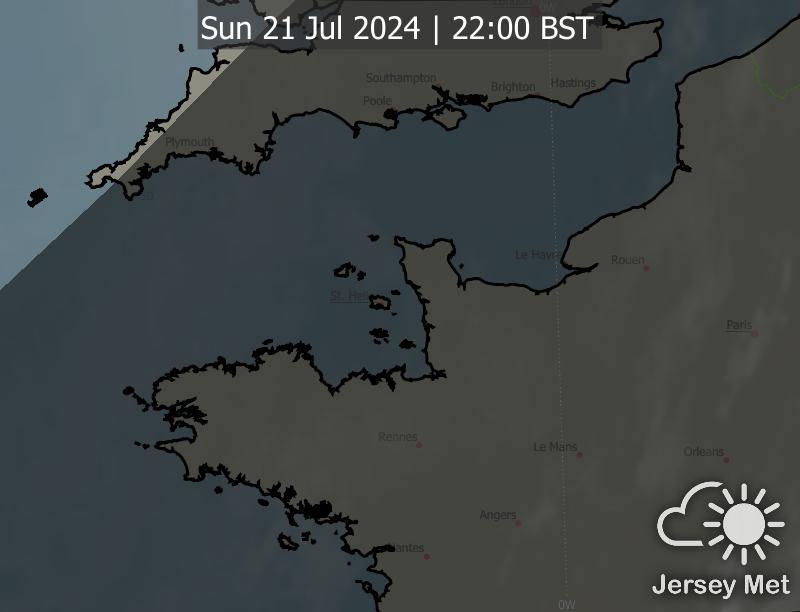 London
0W
Sun 21 Jul 2024 | 22:00 BST
Southampton
Brighton
Hastings
Poole
Plymouth
Le Havre
Rouen
St. Helier
Paris
Rennes
Le Mans
Orleans
Angers
Nantes
Jersey Met
0W